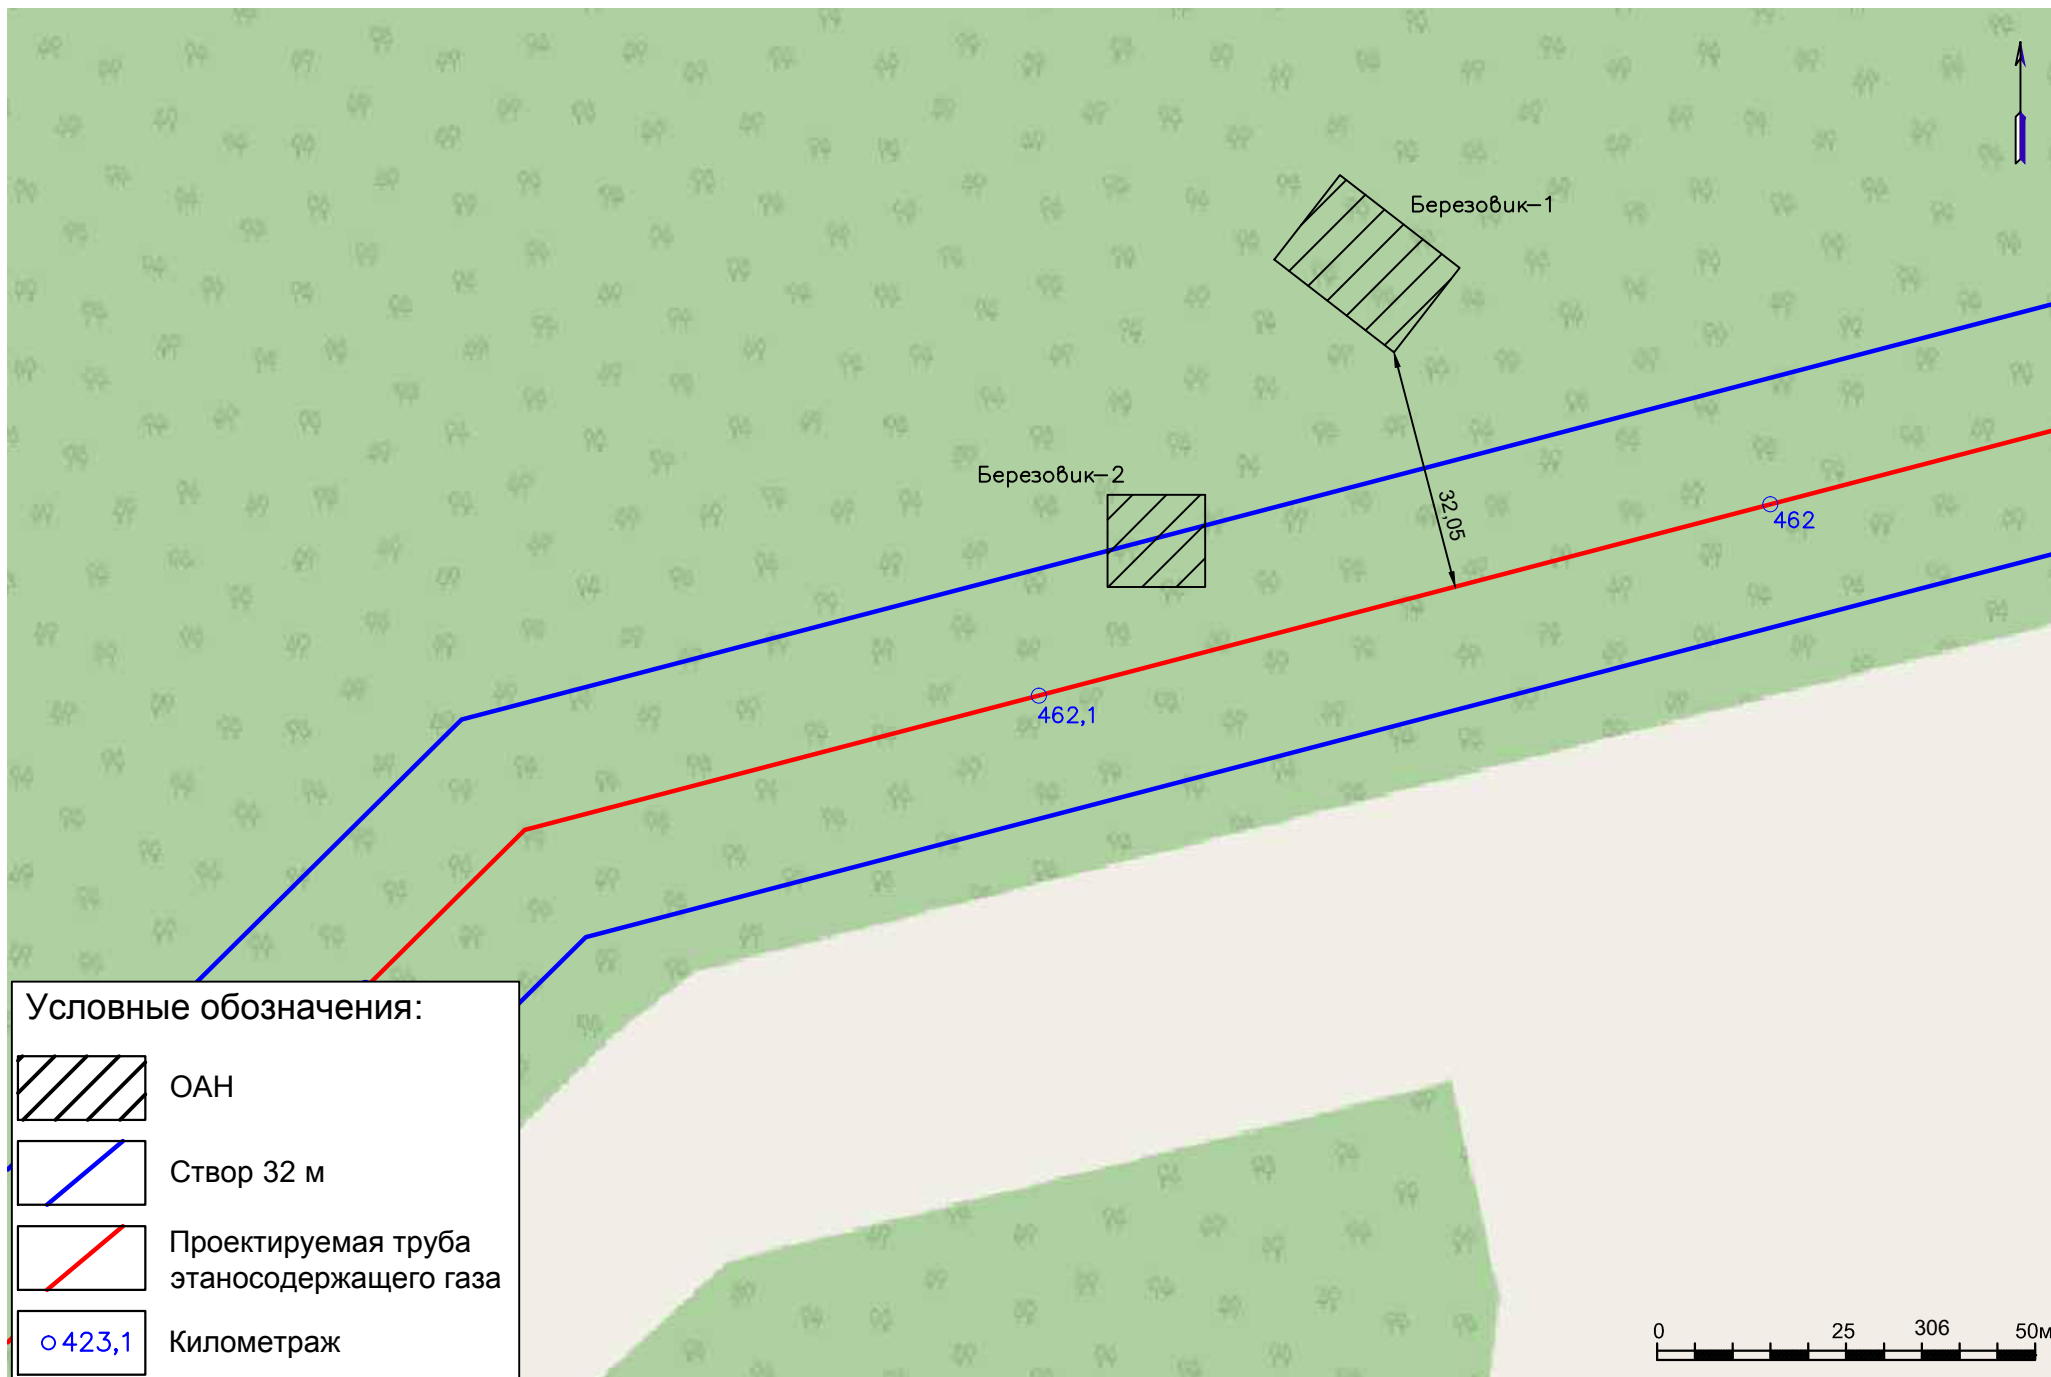 Березовик-1
Березовик-2
32,05
462
462,1
Условные обозначения:
ОАН
Створ 32 м
Проектируемая труба
этаносодержащего газа
423,1 Километраж
0 25 306 50м